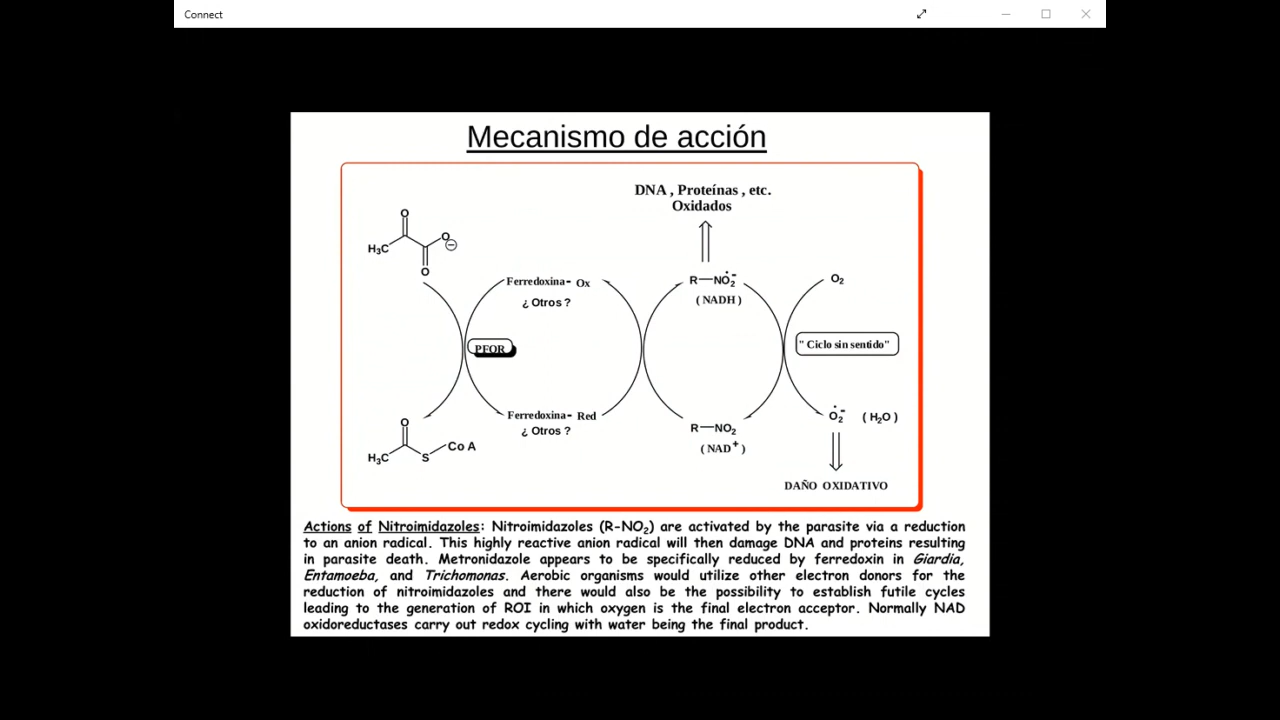 Connect
Mecanismo de acción
DNA , Proteínas , etc.
Oxidados
O
H₃C
O
⊖
O
Ferredoxina- Ox
¿ Otros ?
R—NO₂•-
( NADH )
O₂
PFOR
" Ciclo sin sentido"
Ferredoxina- Red
¿ Otros ?
R—NO₂
( NAD⁺ )
O₂•-
( H₂O )
O
H₃C
S
Co A
DAÑO OXIDATIVO
Actions of Nitroimidazoles: Nitroimidazoles (R-NO₂) are activated by the parasite via a reduction
to an anion radical. This highly reactive anion radical will then damage DNA and proteins resulting
in parasite death. Metronidazole appears to be specifically reduced by ferredoxin in Giardia,
Entamoeba, and Trichomonas. Aerobic organisms would utilize other electron donors for the
reduction of nitroimidazoles and there would also be the possibility to establish futile cycles
leading to the generation of ROI in which oxygen is the final electron acceptor. Normally NAD
oxidoreductases carry out redox cycling with water being the final product.